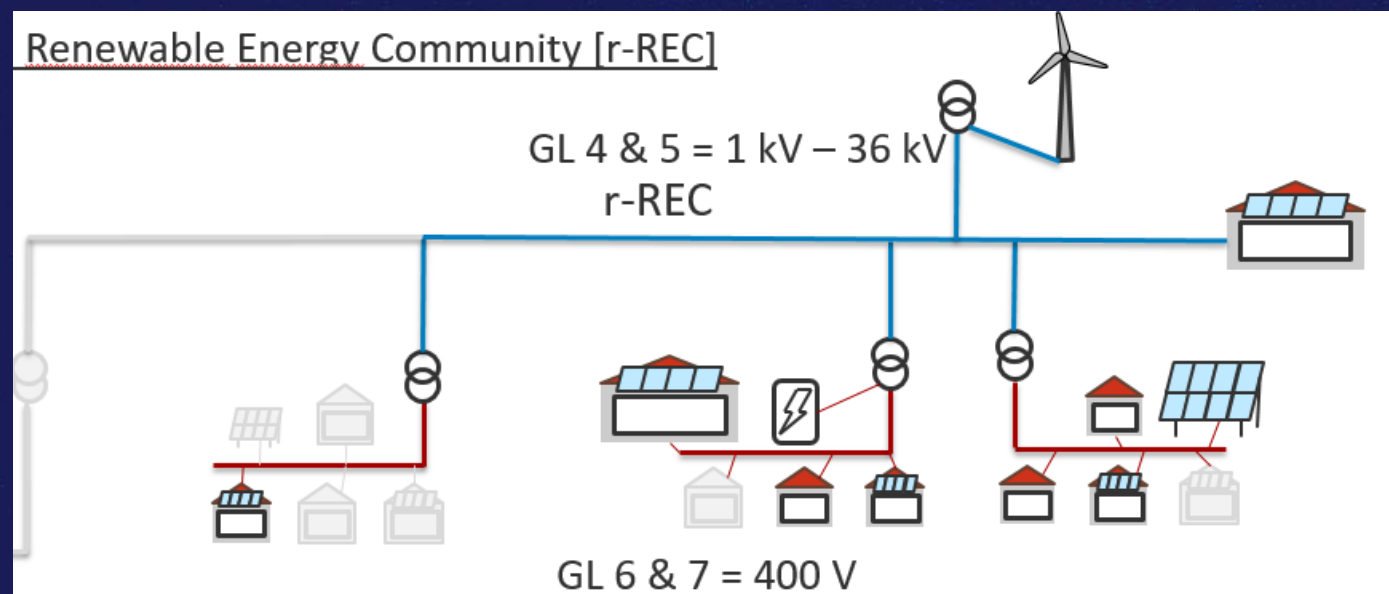 Renewable Energy Community [r-REC]
GL 4 & 5 = 1 kV – 36 kV
r-REC
GL 6 & 7 = 400 V